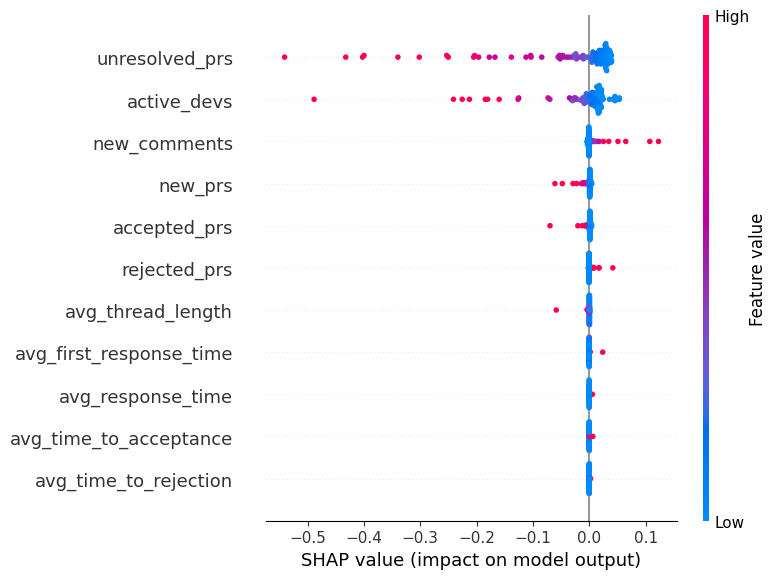 High
unresolved_prs
active_devs
new_comments
new_prs
accepted_prs
rejected_prs
avg_thread_length
avg_first_response_time
avg_response_time
avg_time_to_acceptance
avg_time_to_rejection
Feature value
Low
−0.5 −0.4 −0.3 −0.2 −0.1 0.0 0.1
SHAP value (impact on model output)